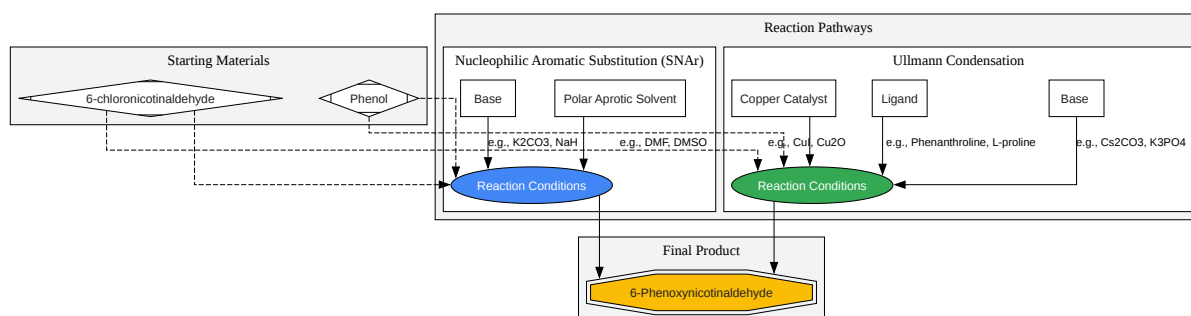 Reaction Pathways
Starting Materials
Nucleophilic Aromatic Substitution (SNAr)
Ullmann Condensation
6-chloronicotinaldehyde
Phenol
Base
Polar Aprotic Solvent
Copper Catalyst
Ligand
Base
e.g., K2CO3, NaH
e.g., DMF, DMSO
e.g., CuI, Cu2O
e.g., Phenanthroline, L-proline
e.g., Cs2CO3, K3PO4
Reaction Conditions
Reaction Conditions
Final Product
6-Phenoxynicotinaldehyde